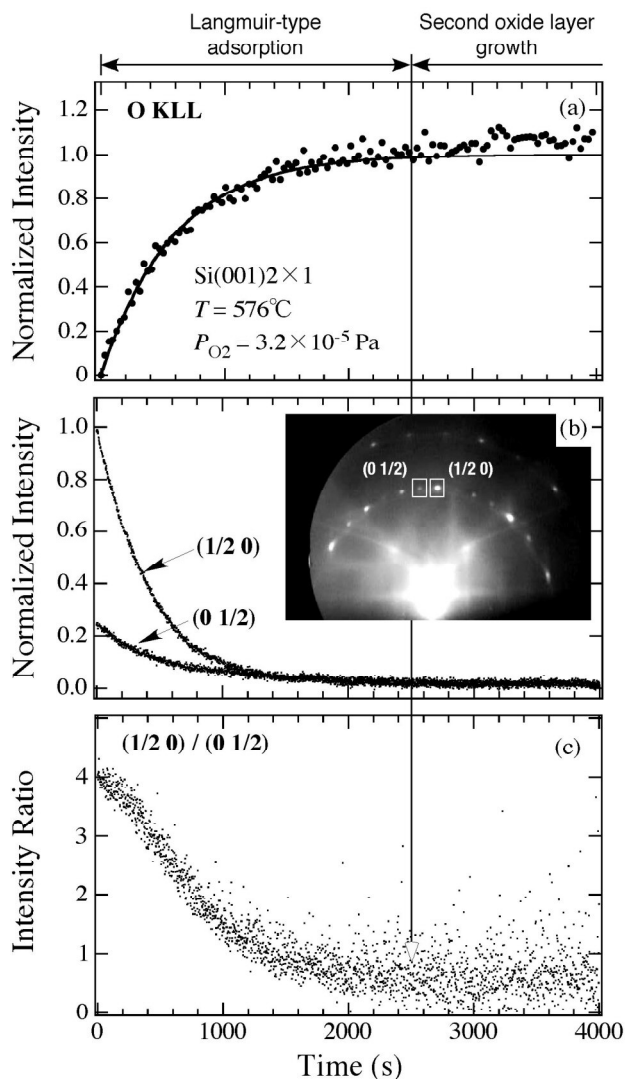 Langmuir-type
adsorption
Second oxide layer
growth
O KLL
(a)
Normalized Intensity
1.2
1.0
0.8
0.6
0.4
0.2
0
Si(001)2×1
T = 576℃
P O2 – 3.2×10-5 Pa
(b)
Normalized Intensity
1.0
0.8
0.6
0.4
0.2
0.0
(0 1/2)
(1/2 0)
(1/2 0)
(0 1/2)
(1/2 0) / (0 1/2)
(c)
Intensity Ratio
4
3
2
1
0
0
1000
2000
3000
4000
Time (s)